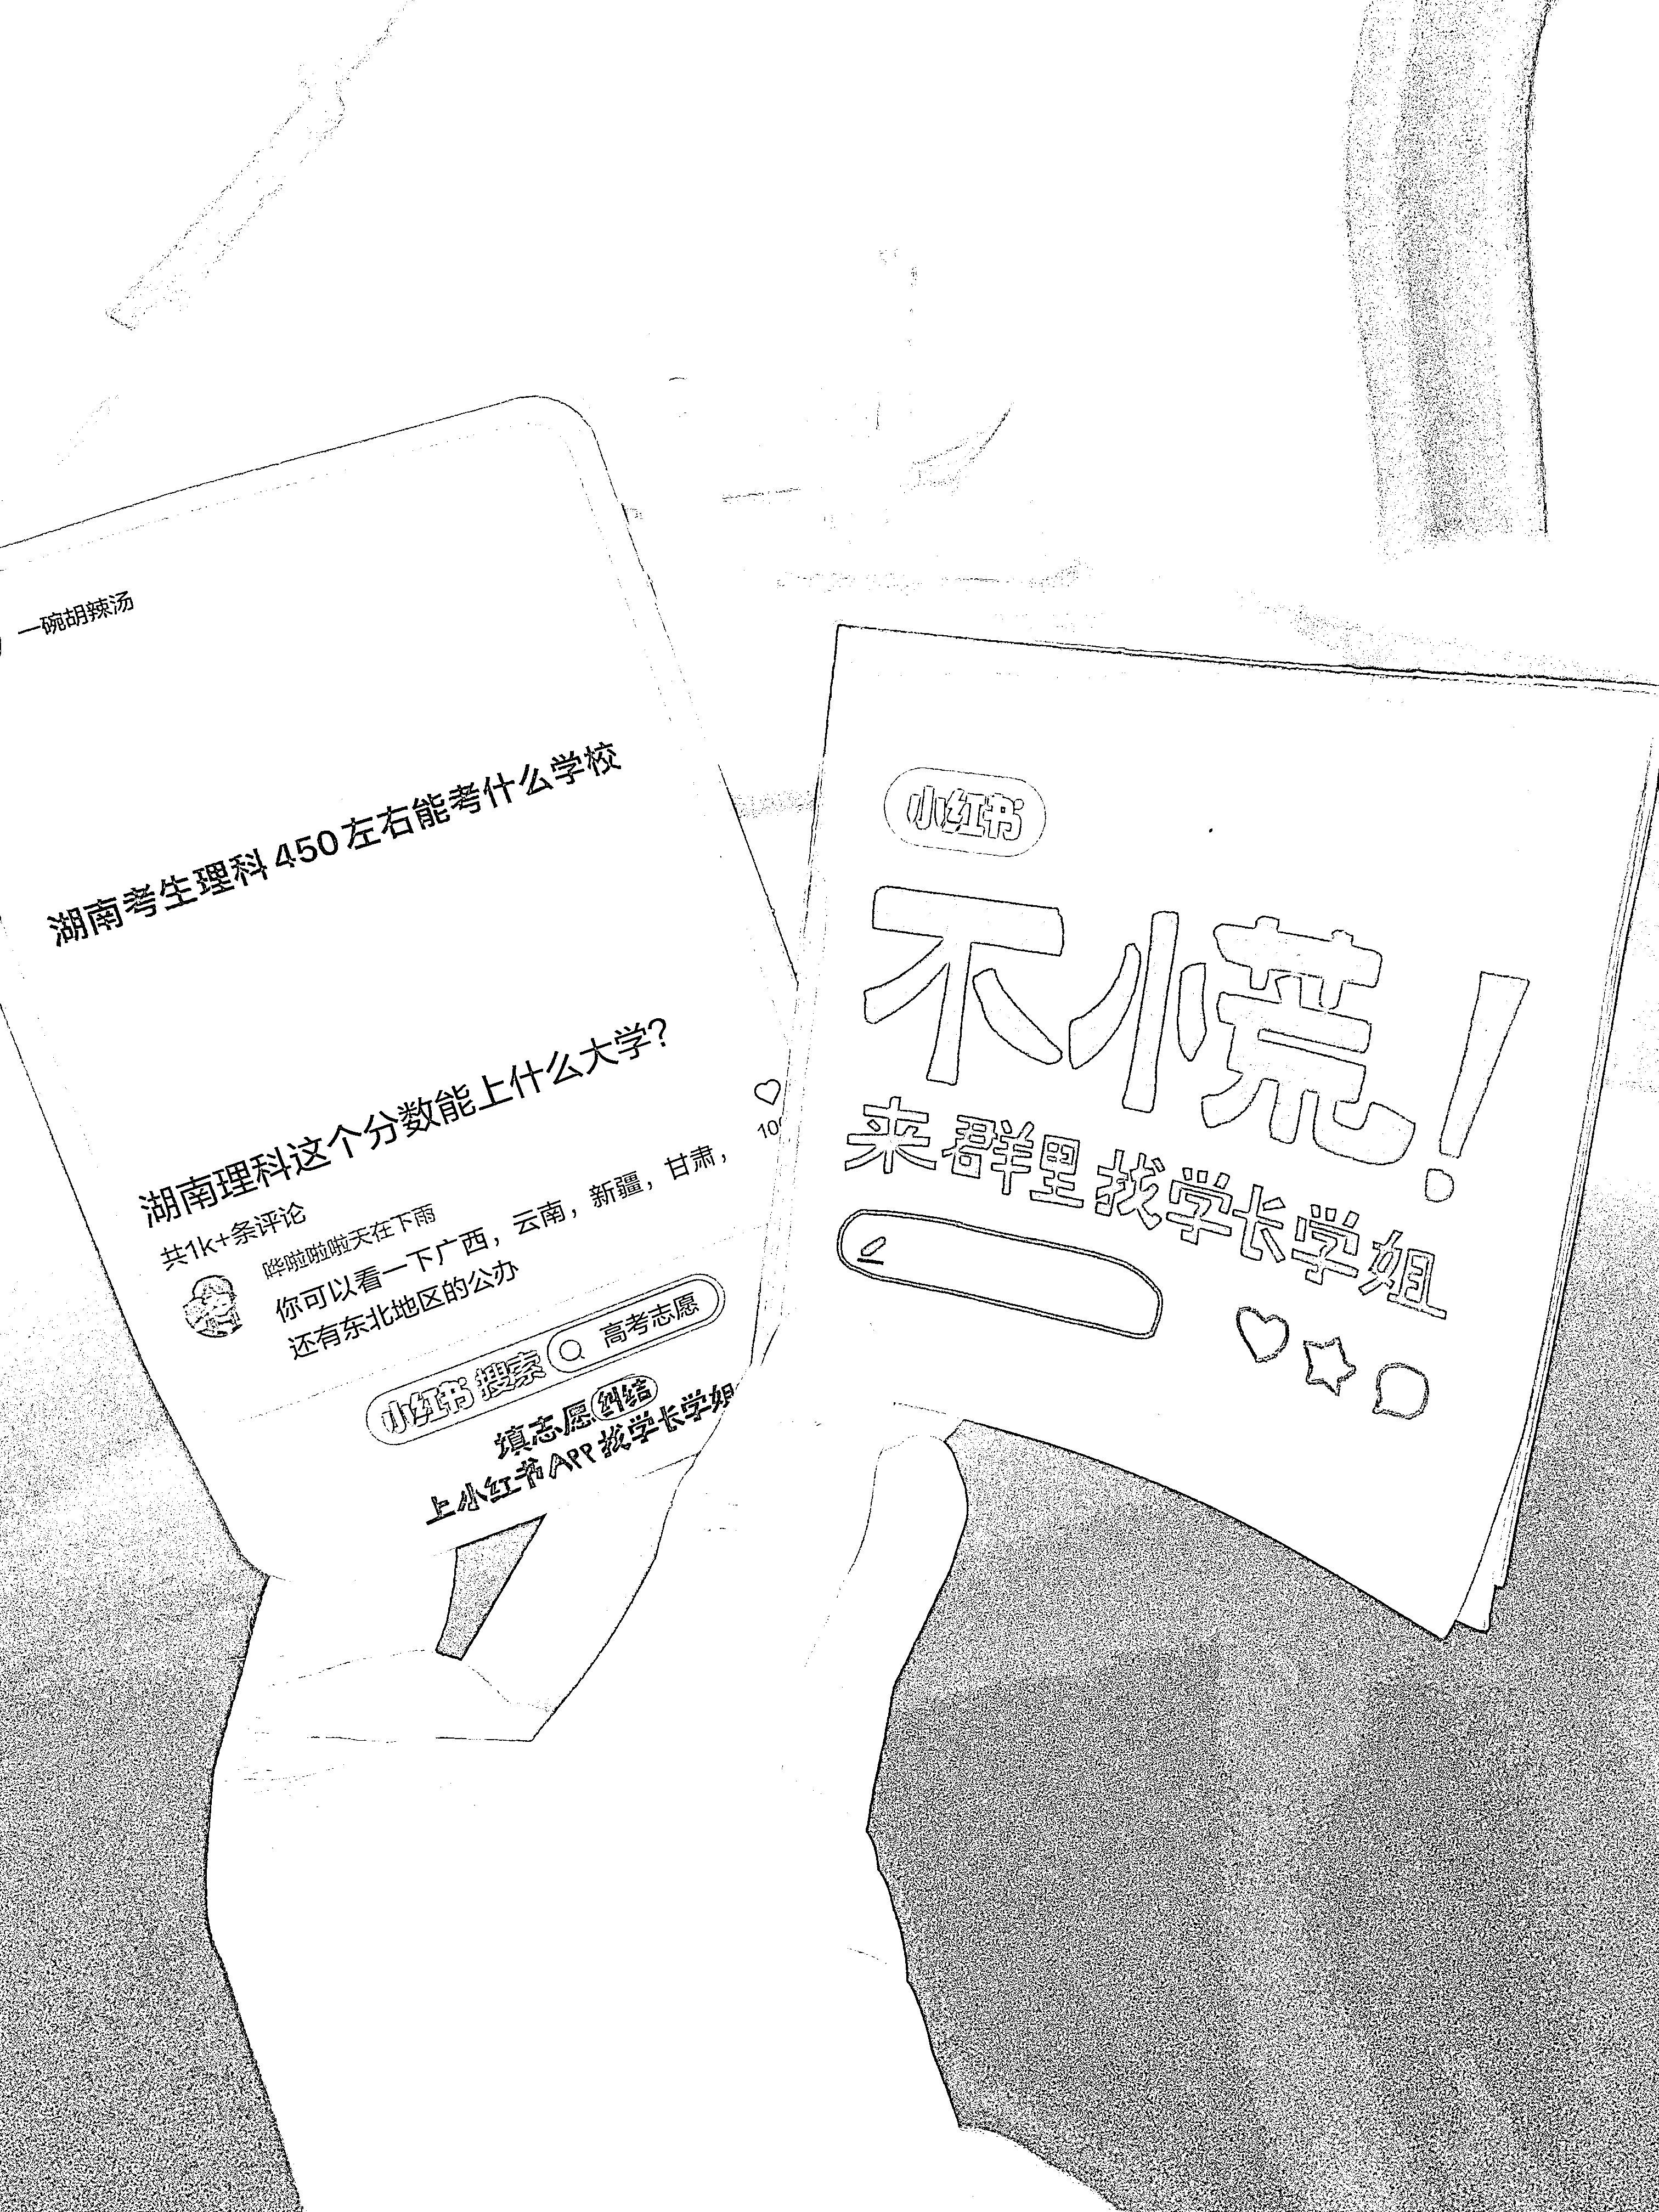 一碗胡辣汤
湖南考生理科450左右能考什么学校
湖南理科这个分数能上什么大学?
共1k+条评论
哗啦啦啦天在下雨
你可以看一下广西，云南，新疆，甘肃，
还有东北地区的公办
10
小红书 搜索 高考志愿
填志愿纠结
上小红书APP找学长学姐
小红书
不小慌!
来群里找学长学姐